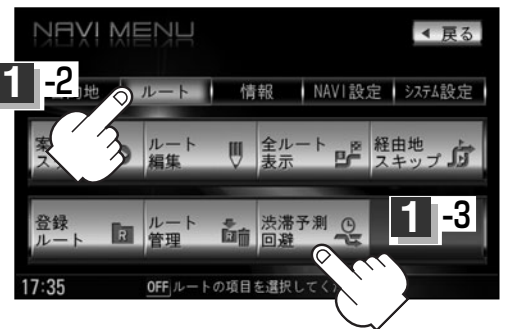 NAVI MENU
戻る
1-2
内地 ルート 情報 NAVI設定 システム設定
ルート 全ルート 経由地
ス 編集 表示 スキップ
1-3
登録 ルート 渋滞予測
ルート R 管理 R 回避
17:35 OFF ルートの項目を選択してく